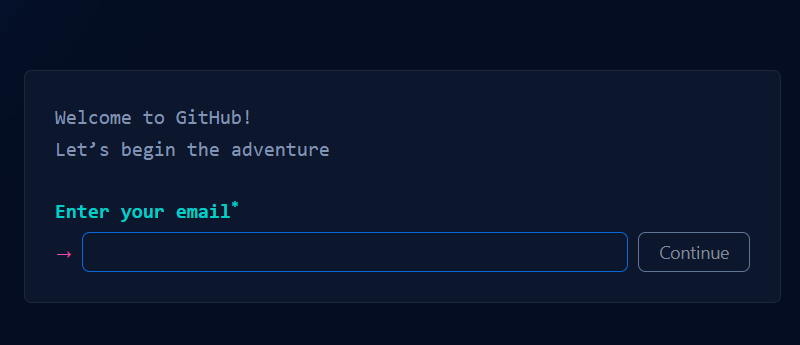 Welcome to GitHub!
Let’s begin the adventure
Enter your email*
→
Continue